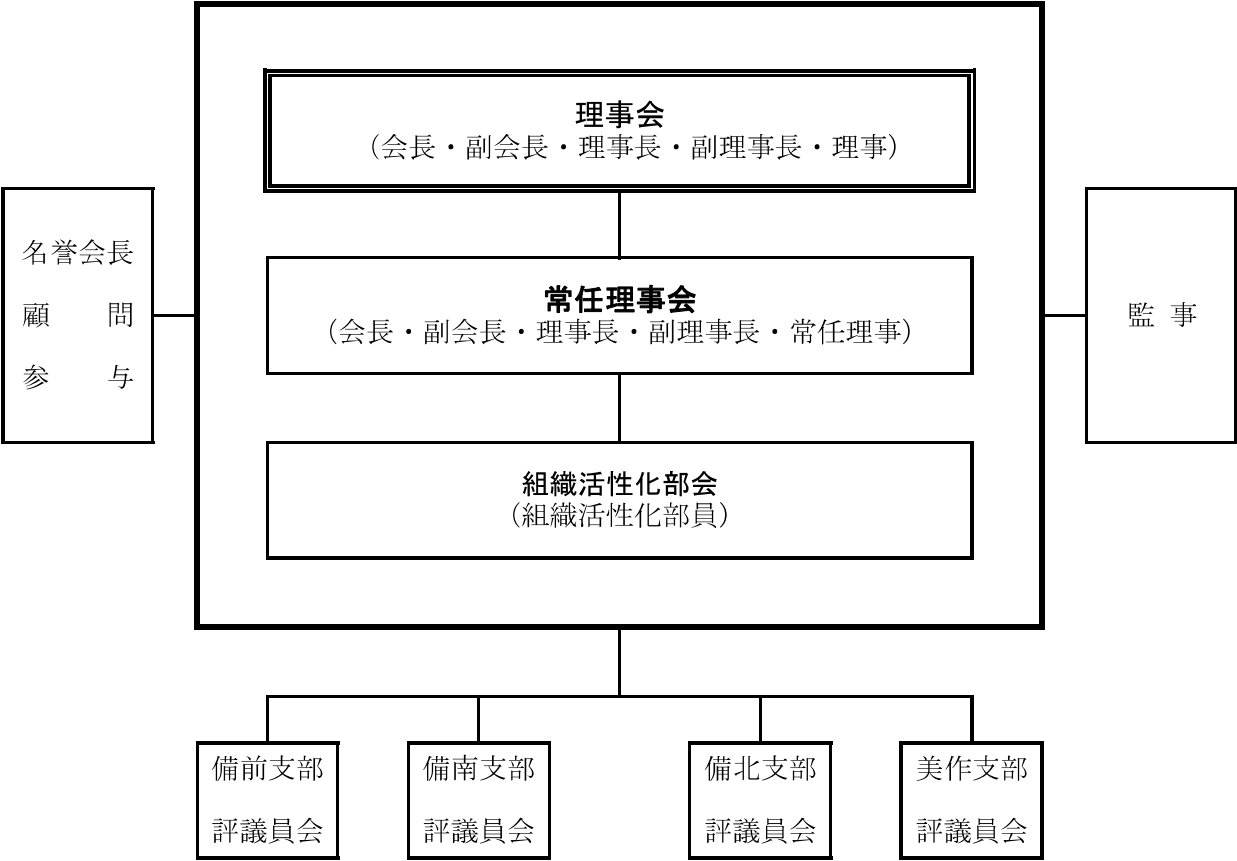 理事会
（会長・副会長・理事長・副理事長・理事）
名誉会長
顧　　問
参　　与
常任理事会
（会長・副会長・理事長・副理事長・常任理事）
監 事
組織活性化部会
（組織活性化部員）
備前支部
評議員会
備南支部
評議員会
備北支部
評議員会
美作支部
評議員会